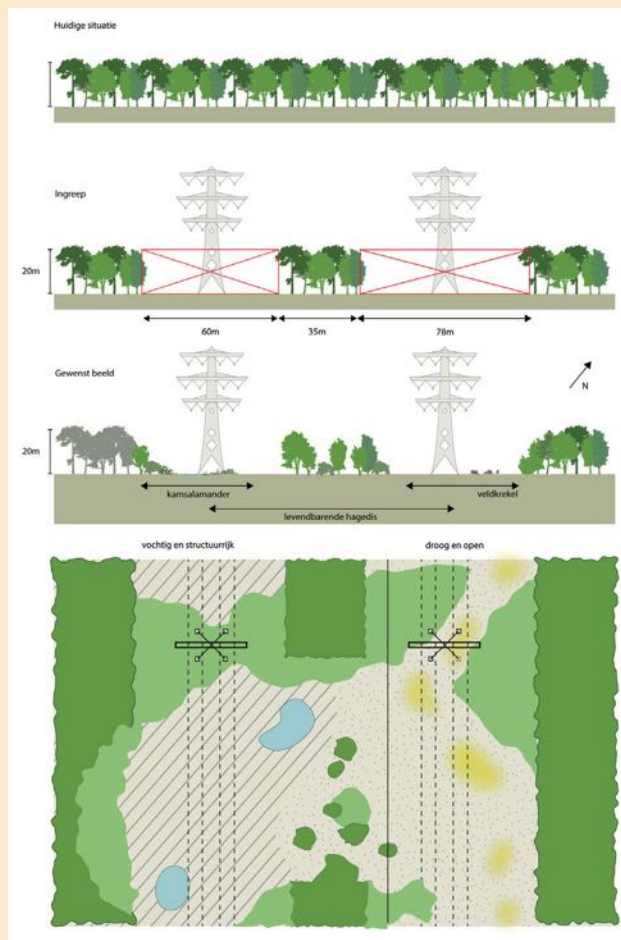 Huidige situatie
Ingreep
20m
60m
35m
78m
Gewenst beeld
N
20m
kamsalamander
veldkrekel
levendbarende hagedis
vochtig en structuurrijk
droog en open